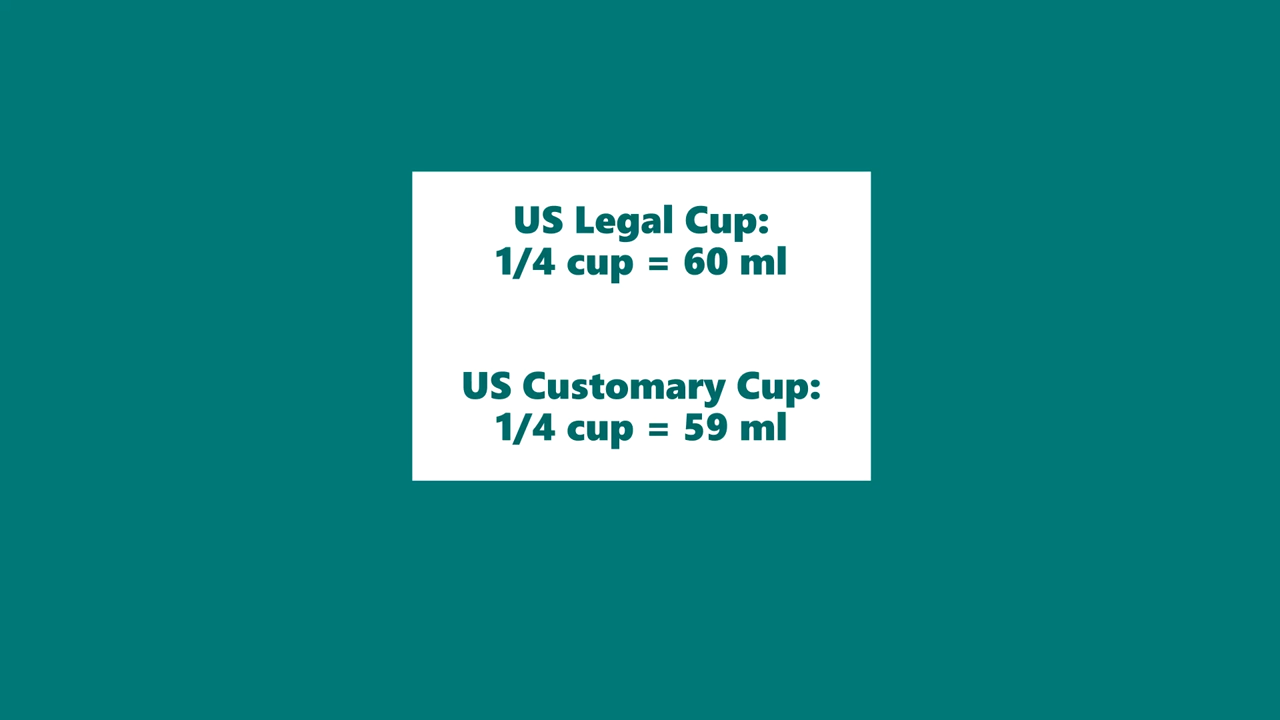 US Legal Cup:
1/4 cup = 60 ml
US Customary Cup:
1/4 cup = 59 ml